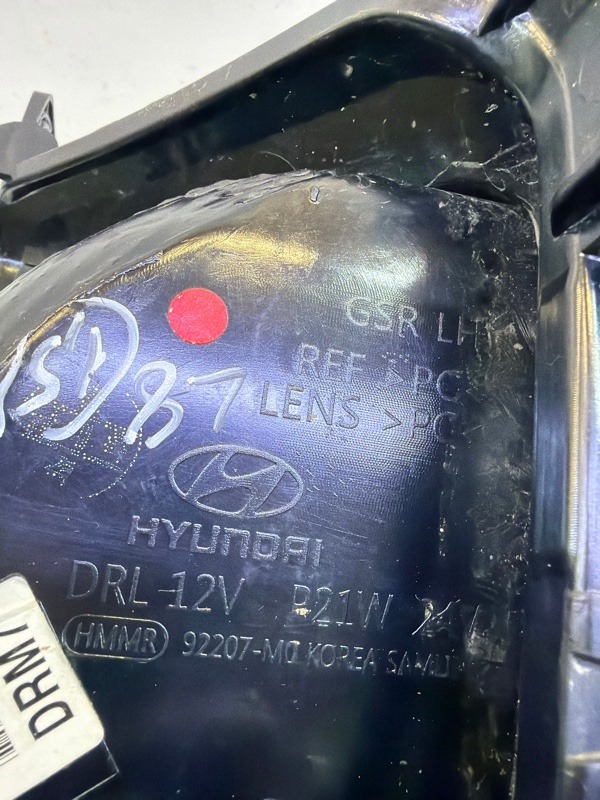 GSR LH
REF >PC
LENS >PC
HYUNDAI
DRL 12V P21W
HMMR 92207-M0 KOREA
DRM